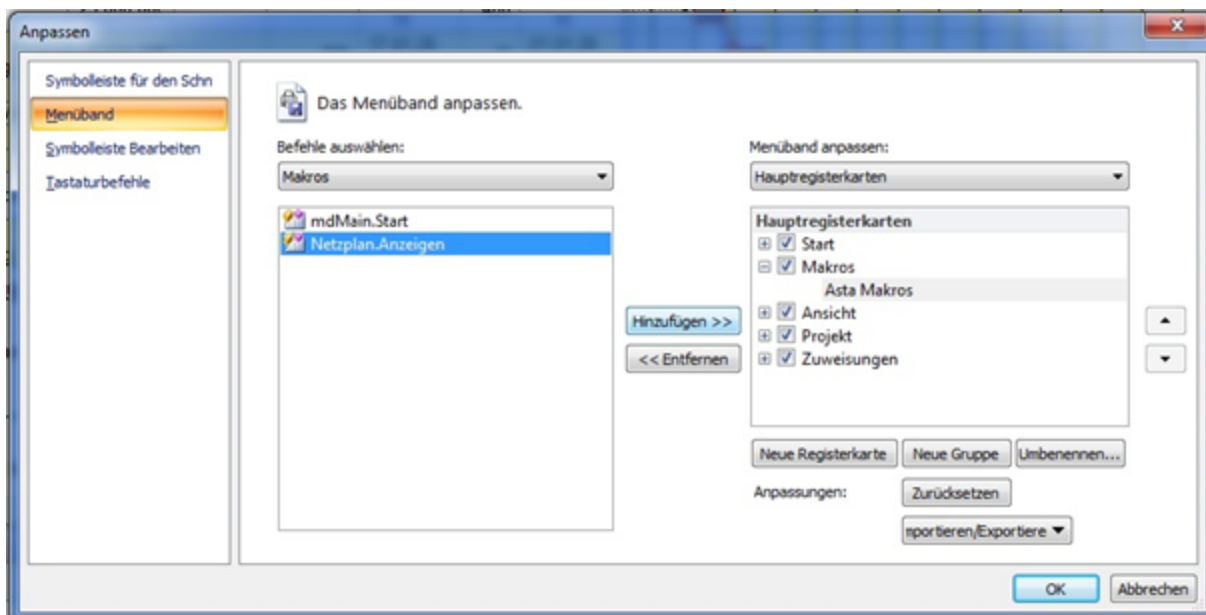 Anpassen
Symbolleiste für den Schn
Menüband
Symbolleiste Bearbeiten
Tastaturbefehle
Das Menüband anpassen.
Befehle auswählen:
Makros
mdMain.Start
Netzplan.Anzeigen
Hinzufügen >>
<< Entfernen
Menüband anpassen:
Hauptregisterkarten
Hauptregisterkarten
Start
Makros
Asta Makros
Ansicht
Projekt
Zuweisungen
Neue Registerkarte
Neue Gruppe
Umbenennen...
Anpassungen:
Zurücksetzen
nportieren/Exportiere
OK
Abbrechen